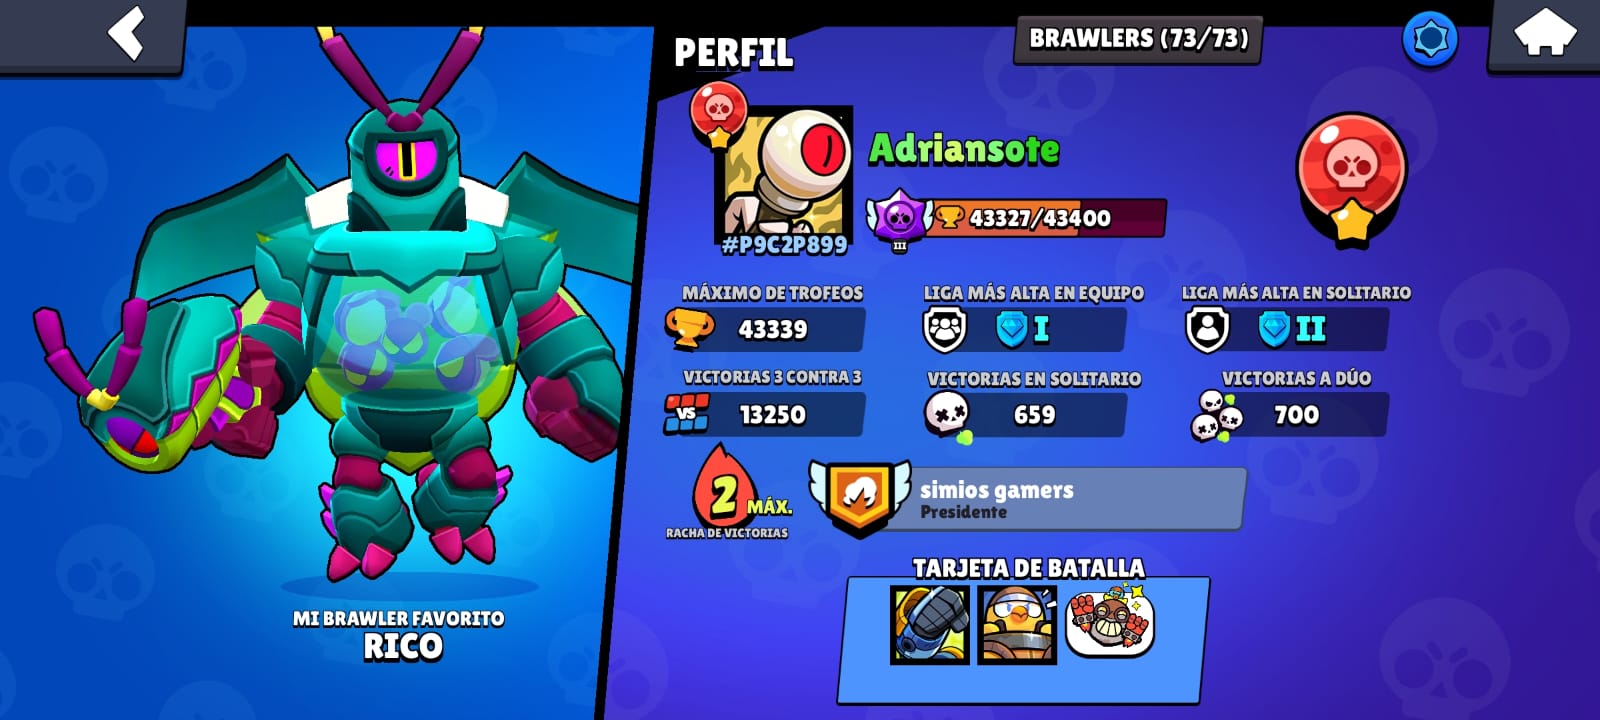 PERFIL
BRAWLERS (73/73)
Adriansote
#P9C2P899
III
43327/43400
MÁXIMO DE TROFEOS
43339
LIGA MÁS ALTA EN EQUIPO
I
LIGA MÁS ALTA EN SOLITARIO
II
VICTORIAS 3 CONTRA 3
VS
13250
VICTORIAS EN SOLITARIO
659
VICTORIAS A DÚO
700
2 MÁX.
RACHA DE VICTORIAS
simios gamers
Presidente
TARJETA DE BATALLA
MI BRAWLER FAVORITO
RICO